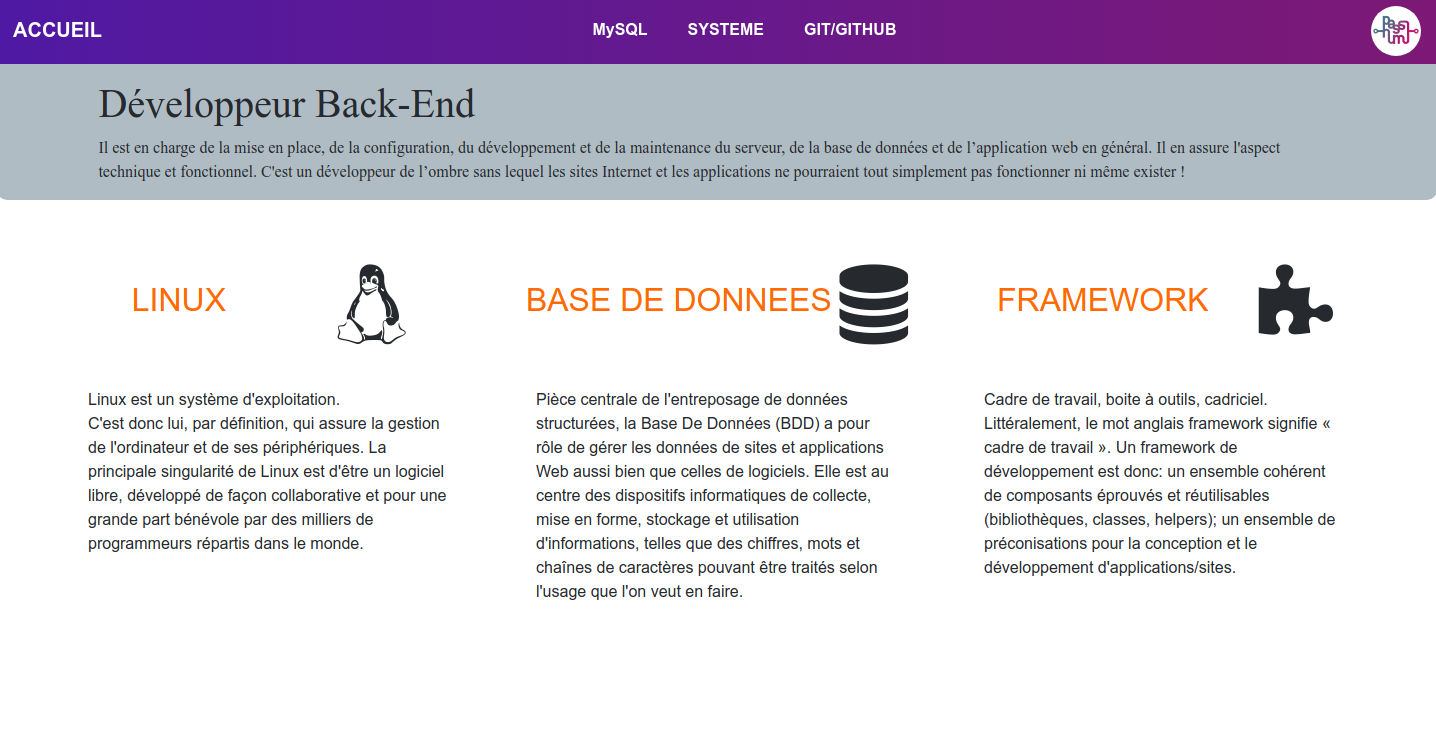 ACCUEIL
MySQL
SYSTEME
GIT/GITHUB
Développeur Back-End
Il est en charge de la mise en place, de la configuration, du développement et de la maintenance du serveur, de la base de données et de l’application web en général. Il en assure l'aspect
technique et fonctionnel. C'est un développeur de l’ombre sans lequel les sites Internet et les applications ne pourraient tout simplement pas fonctionner ni même exister !
LINUX
Linux est un système d'exploitation.
C'est donc lui, par définition, qui assure la gestion
de l'ordinateur et de ses périphériques. La
principale singularité de Linux est d'être un logiciel
libre, développé de façon collaborative et pour une
grande part bénévole par des milliers de
programmeurs répartis dans le monde.
BASE DE DONNEES
Pièce centrale de l'entreposage de données
structurées, la Base De Données (BDD) a pour
rôle de gérer les données de sites et applications
Web aussi bien que celles de logiciels. Elle est au
centre des dispositifs informatiques de collecte,
mise en forme, stockage et utilisation
d'informations, telles que des chiffres, mots et
chaînes de caractères pouvant être traités selon
l'usage que l'on veut en faire.
FRAMEWORK
Cadre de travail, boite à outils, cadriciel.
Littéralement, le mot anglais framework signifie «
cadre de travail ». Un framework de
développement est donc: un ensemble cohérent
de composants éprouvés et réutilisables
(bibliothèques, classes, helpers); un ensemble de
préconisations pour la conception et le
développement d'applications/sites.